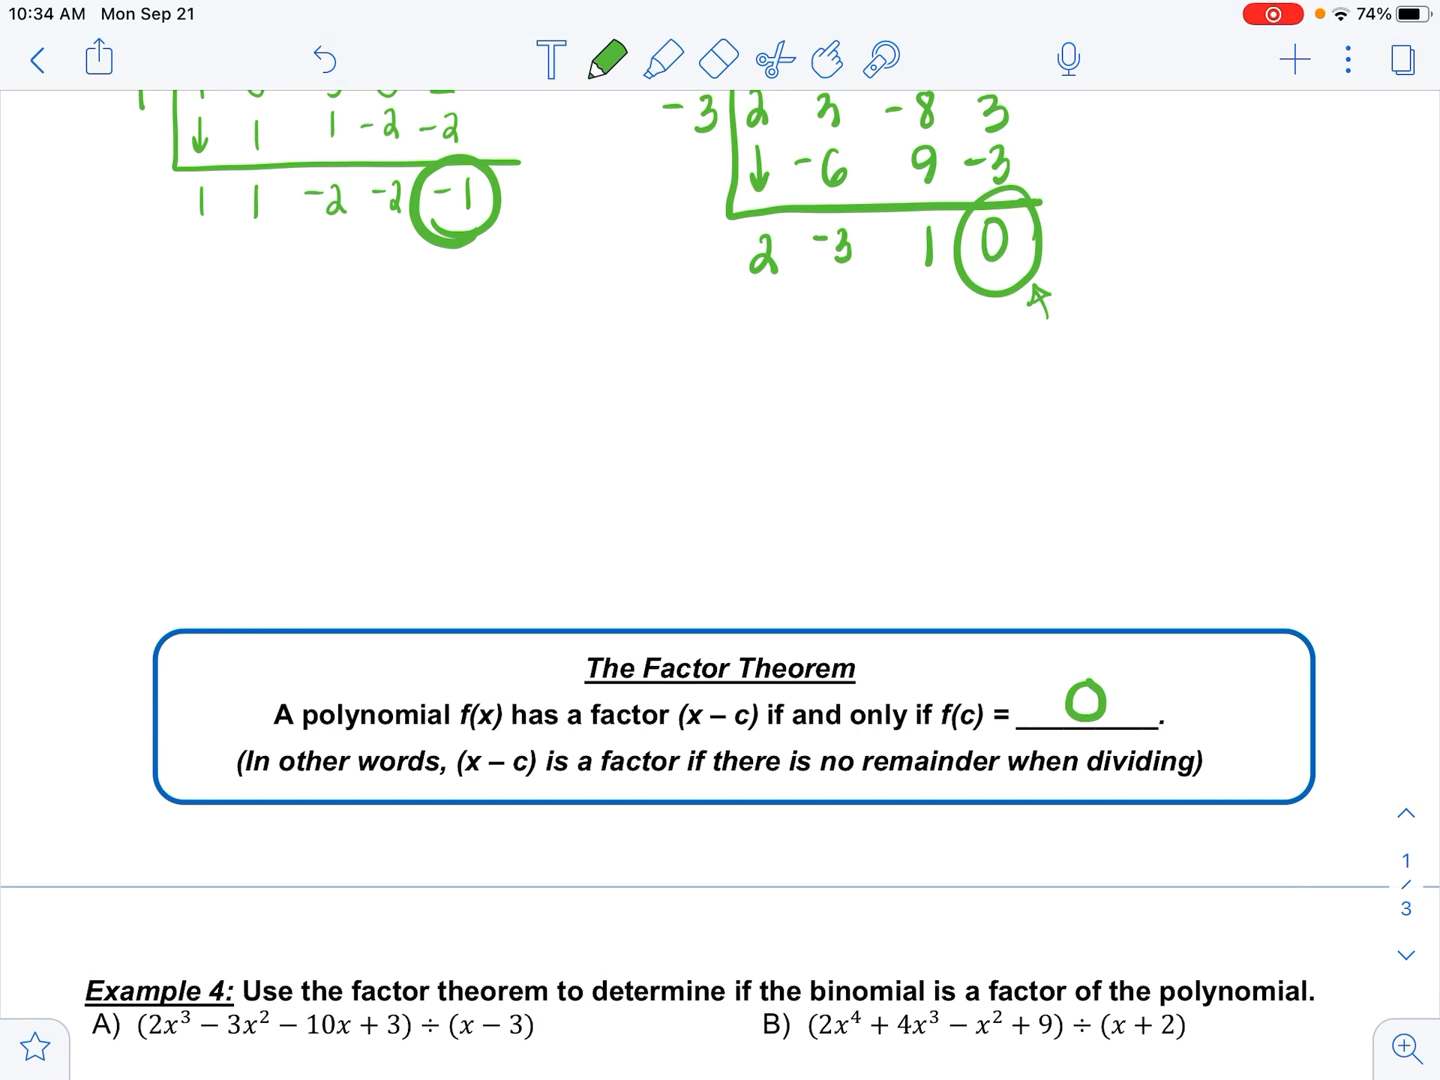 10:34 AM Mon Sep 21
74%
T
1 1 -2 -2
1 1 -2 -2 -1
-3 2 3 -8 3
-6 9 -3
2 -3 1 0
The Factor Theorem
A polynomial f(x) has a factor (x – c) if and only if f(c) = 0.
(In other words, (x – c) is a factor if there is no remainder when dividing)
1
/
3
Example 4: Use the factor theorem to determine if the binomial is a factor of the polynomial.
A) (2x³ − 3x² − 10x + 3) ÷ (x − 3)
B) (2x⁴ + 4x³ − x² + 9) ÷ (x + 2)